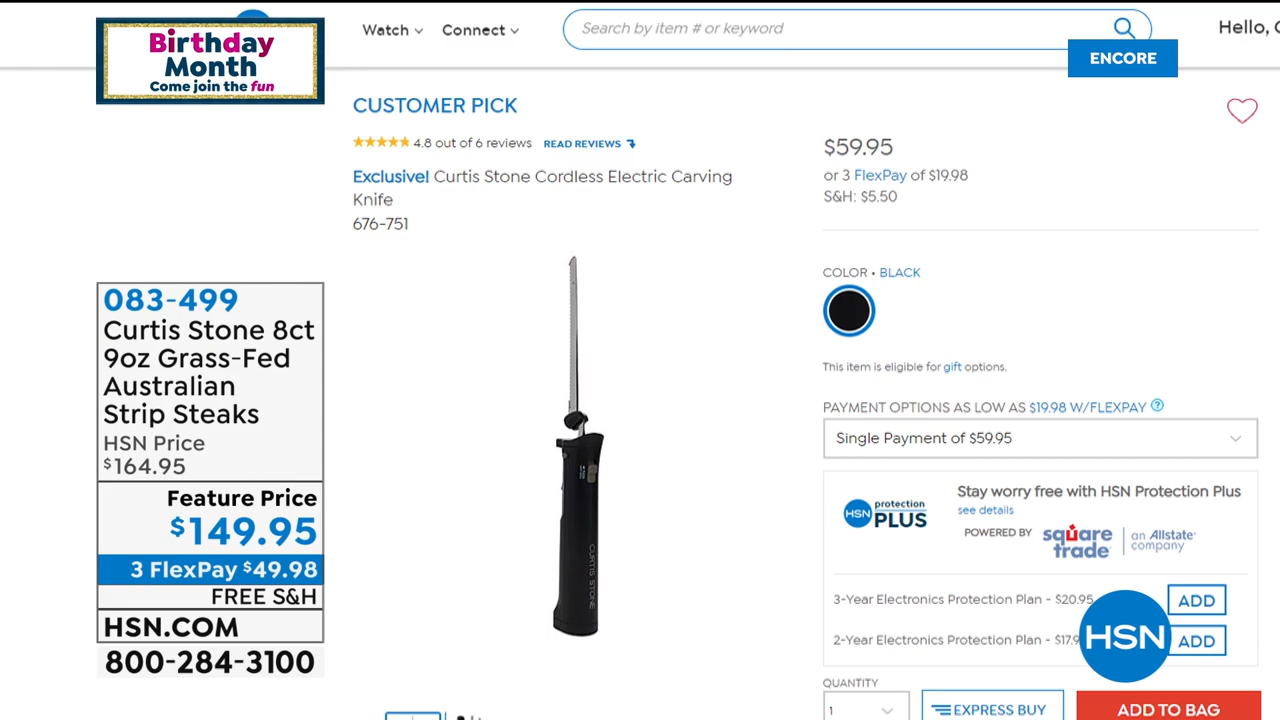 Birthday
Month
Come join the fun
Watch
Connect
Search by item # or keyword
Hello,
ENCORE
CUSTOMER PICK
4.8 out of 6 reviews READ REVIEWS
Exclusive! Curtis Stone Cordless Electric Carving
Knife
676-751
$59.95
or 3 FlexPay of $19.98
S&H: $5.50
COLOR • BLACK
This item is eligible for gift options.
PAYMENT OPTIONS AS LOW AS $19.98 W/FLEXPAY ?
Single Payment of $59.95
HSN protection PLUS
Stay worry free with HSN Protection Plus
see details
POWERED BY square trade an Allstate company
3-Year Electronics Protection Plan - $20.95
ADD
2-Year Electronics Protection Plan - $17.9
ADD
HSN
QUANTITY
1
EXPRESS BUY
ADD TO BAG
CURTIS STONE
083-499
Curtis Stone 8ct
9oz Grass-Fed
Australian
Strip Steaks
HSN Price
$164.95
Feature Price
$149.95
3 FlexPay $49.98
FREE S&H
HSN.COM
800-284-3100